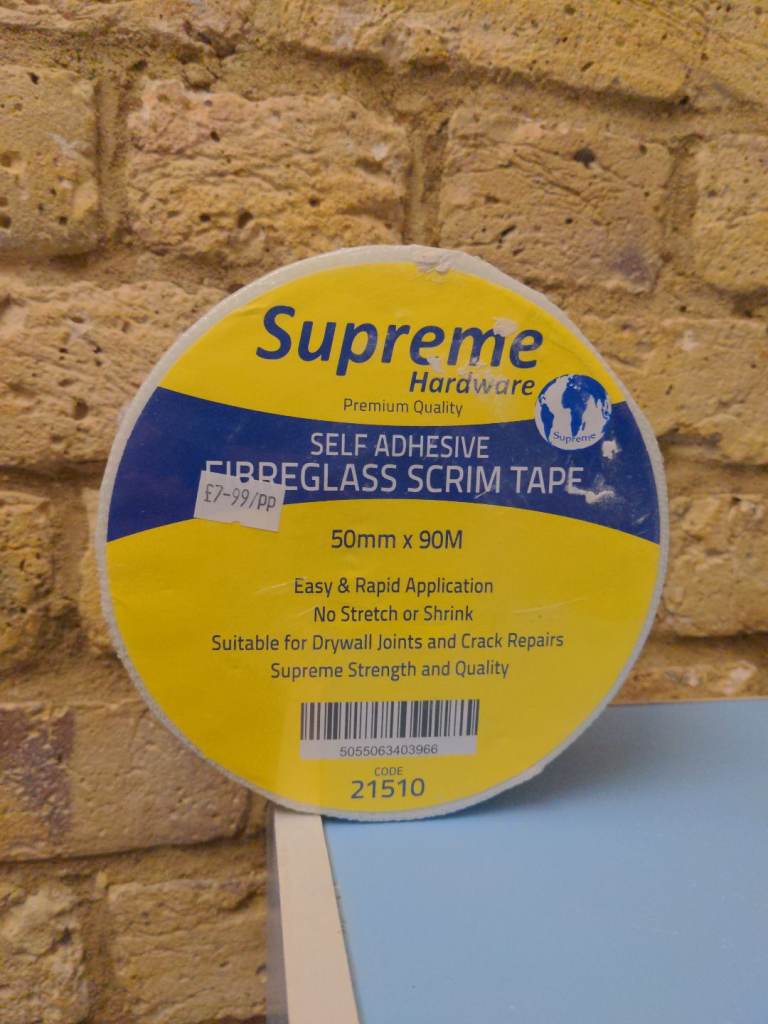 Supreme
Hardware
Premium Quality
Supreme
SELF ADHESIVE
FIBREGLASS SCRIM TAPE
£7-99/pp
50mm x 90M
Easy & Rapid Application
No Stretch or Shrink
Suitable for Drywall Joints and Crack Repairs
Supreme Strength and Quality
5055063403966
CODE
21510